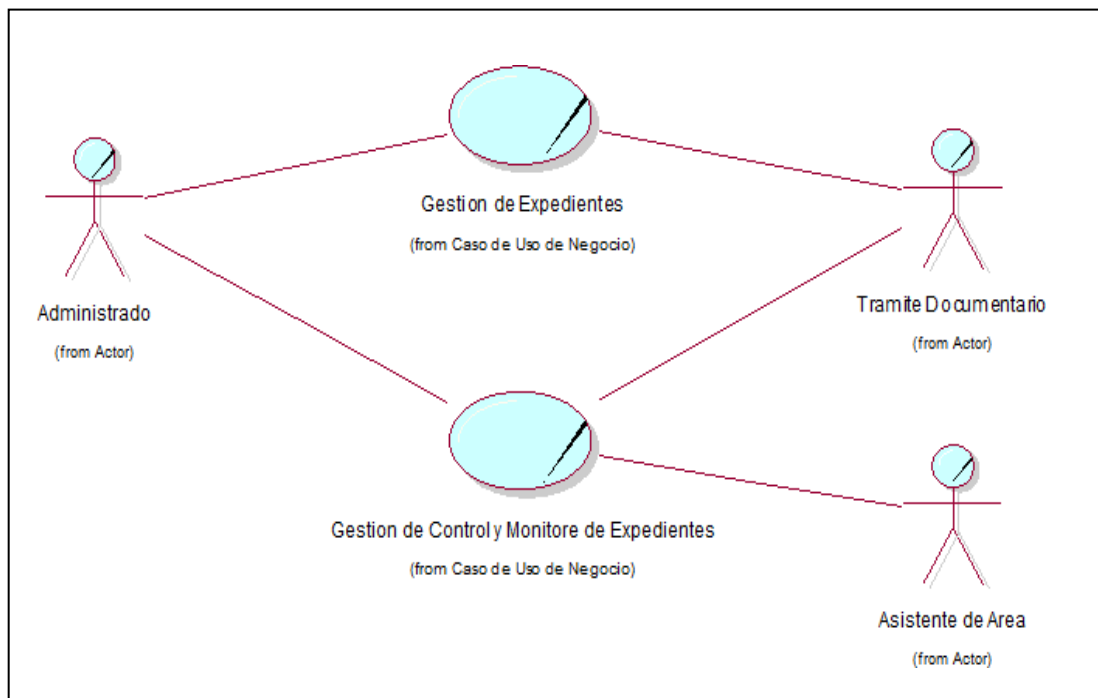 Gestion de Expedientes
(from Caso de Uso de Negocio)
Administrado
(from Actor)
Tramite Documentario
(from Actor)
Gestion de Control y Monitore de Expedientes
(from Caso de Uso de Negocio)
Asistente de Area
(from Actor)